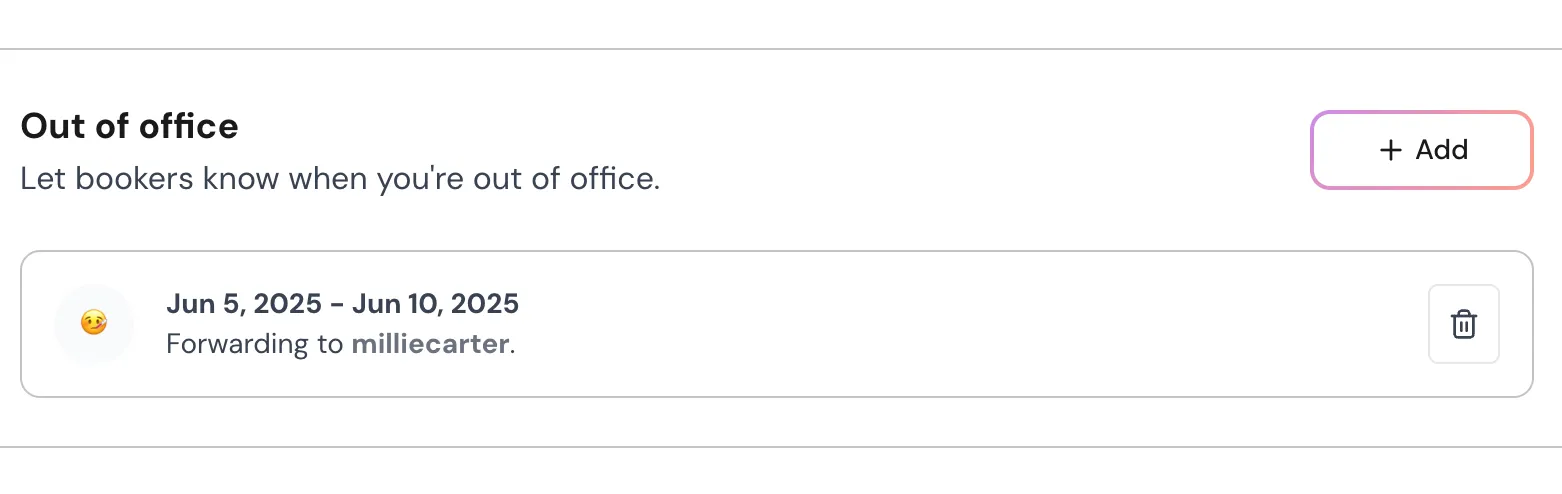 Out of office
Let bookers know when you're out of office.
+ Add
Jun 5, 2025 – Jun 10, 2025
Forwarding to milliecarter.